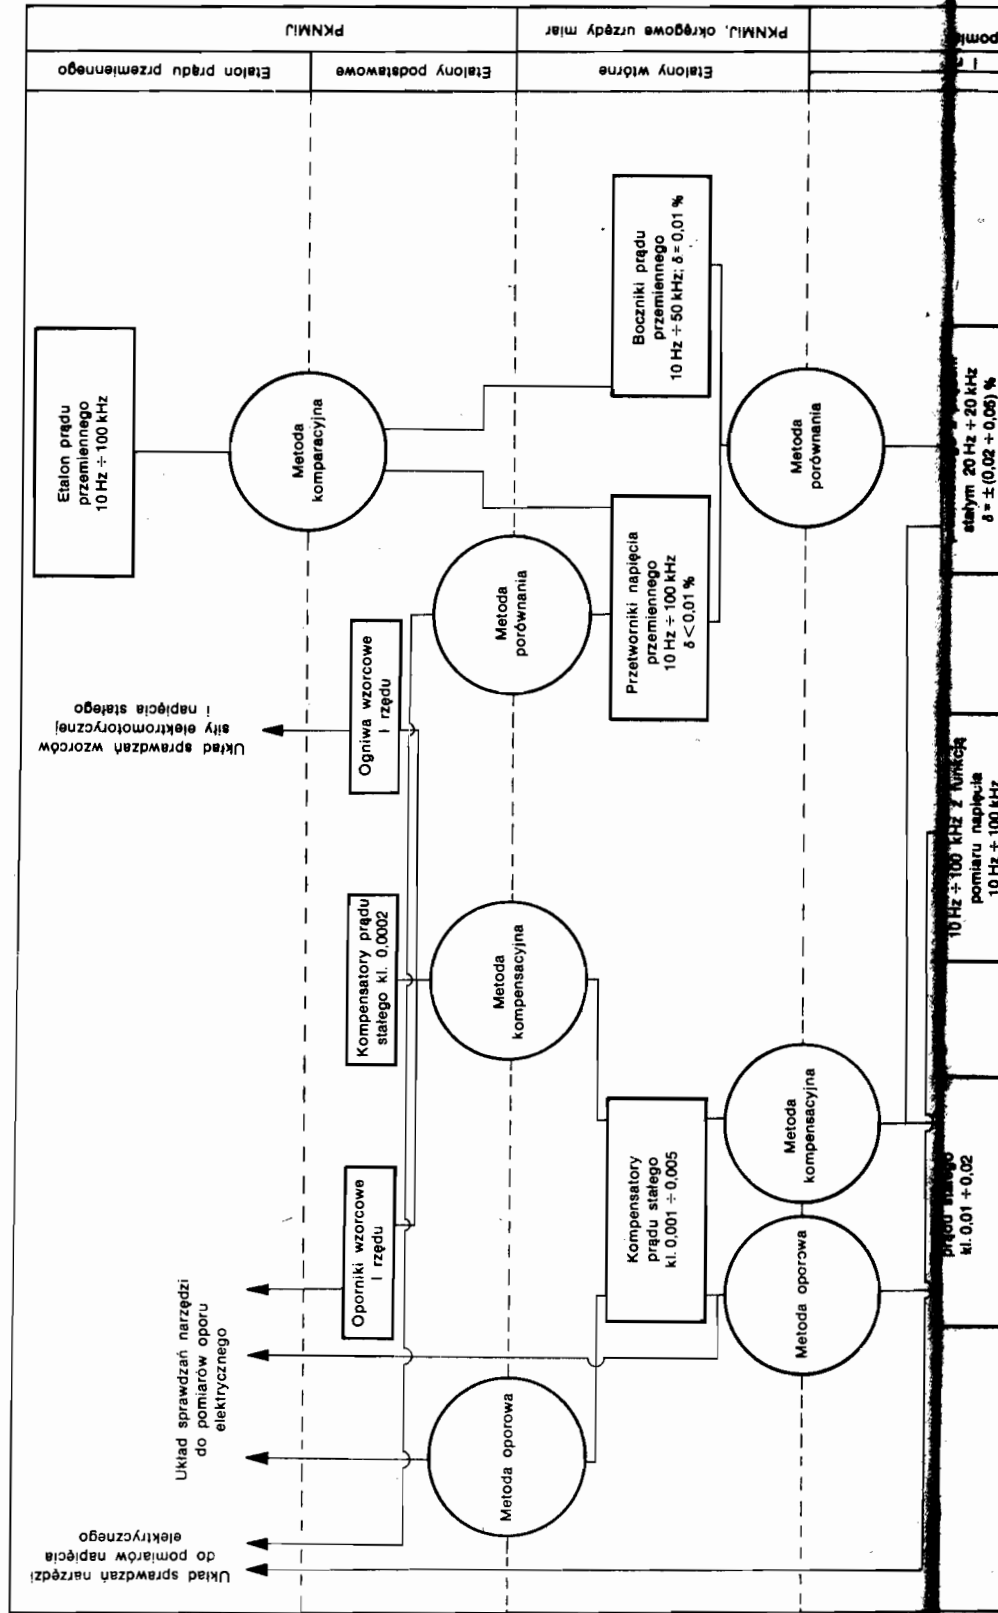 PKNMiJ
Etalon prądu przemiennego
Etalony podstawowe
PKNMiJ, okręgowe urzędy miar
Etalony wtórne
Etalon prądu
przemiennego
10 Hz ÷ 100 kHz
Metoda
komparacyjna
Boczniki prądu
przemiennego
10 Hz ÷ 50 kHz; δ = 0,01 %
Przetworniki napięcia
przemiennego
10 Hz ÷ 100 kHz
δ < 0,01 %
Metoda
porównania
Metoda
porównania
stałym 20 Hz ÷ 20 kHz
δ = ± (0,02 ÷ 0,05) %
Układ sprawdzań wzorców
siły elektromotorycznej
i napięcia stałego
Ogniwa wzorcowe
I rzędu
Kompensatory prądu
stałego kl. 0,0002
Metoda
kompensacyjna
10 Hz ÷ 100 kHz z funkcją
pomiaru napięcia
10 Hz ÷ 100 kHz
Oporniki wzorcowe
I rzędu
Kompensatory
prądu stałego
kl. 0,001 ÷ 0,005
Metoda
kompensacyjna
Metoda oporowa
prądu stałego
kl. 0,01 ÷ 0,02
Układ sprawdzań narzędzi
do pomiarów oporu
elektrycznego
Metoda oporowa
Układ sprawdzań narzędzi
do pomiarów napięcia
elektrycznego